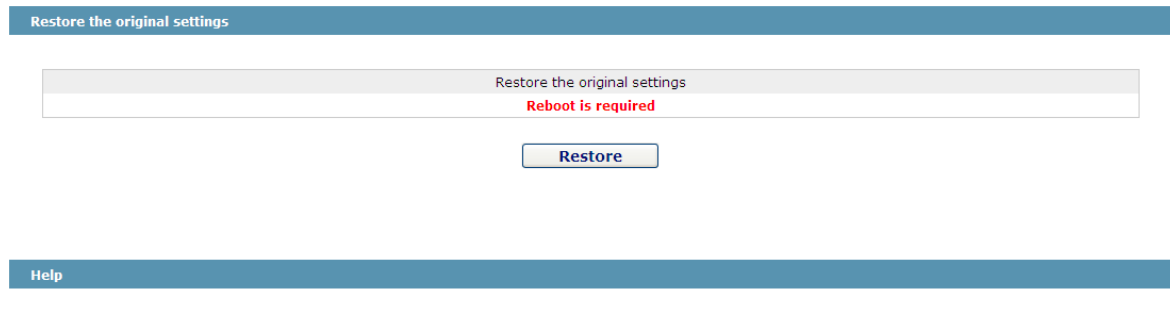 Restore the original settings
Restore the original settings
Reboot is required
Restore
Help